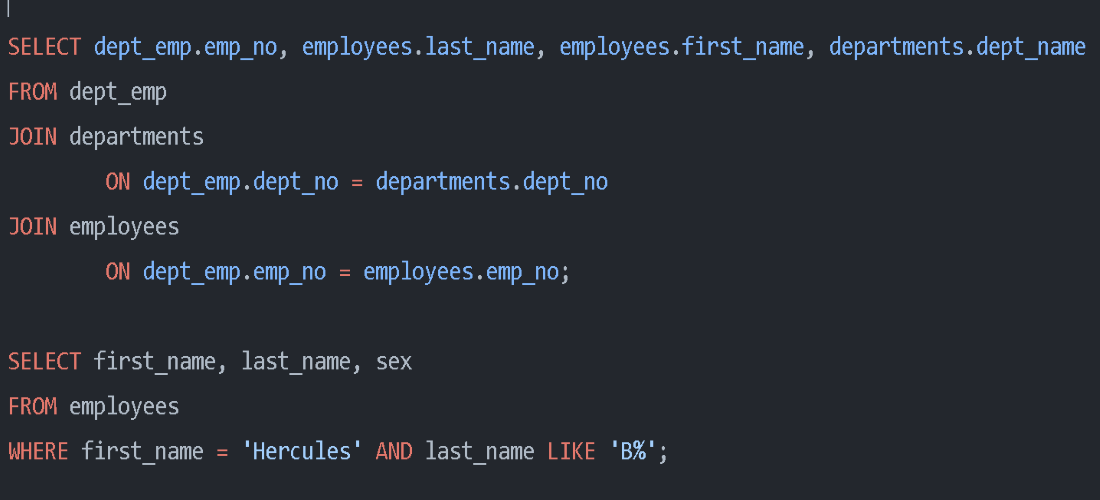 SELECT dept_emp.emp_no, employees.last_name, employees.first_name, departments.dept_name
FROM dept_emp
JOIN departments
ON dept_emp.dept_no = departments.dept_no
JOIN employees
ON dept_emp.emp_no = employees.emp_no;
SELECT first_name, last_name, sex
FROM employees
WHERE first_name = 'Hercules' AND last_name LIKE 'B%';